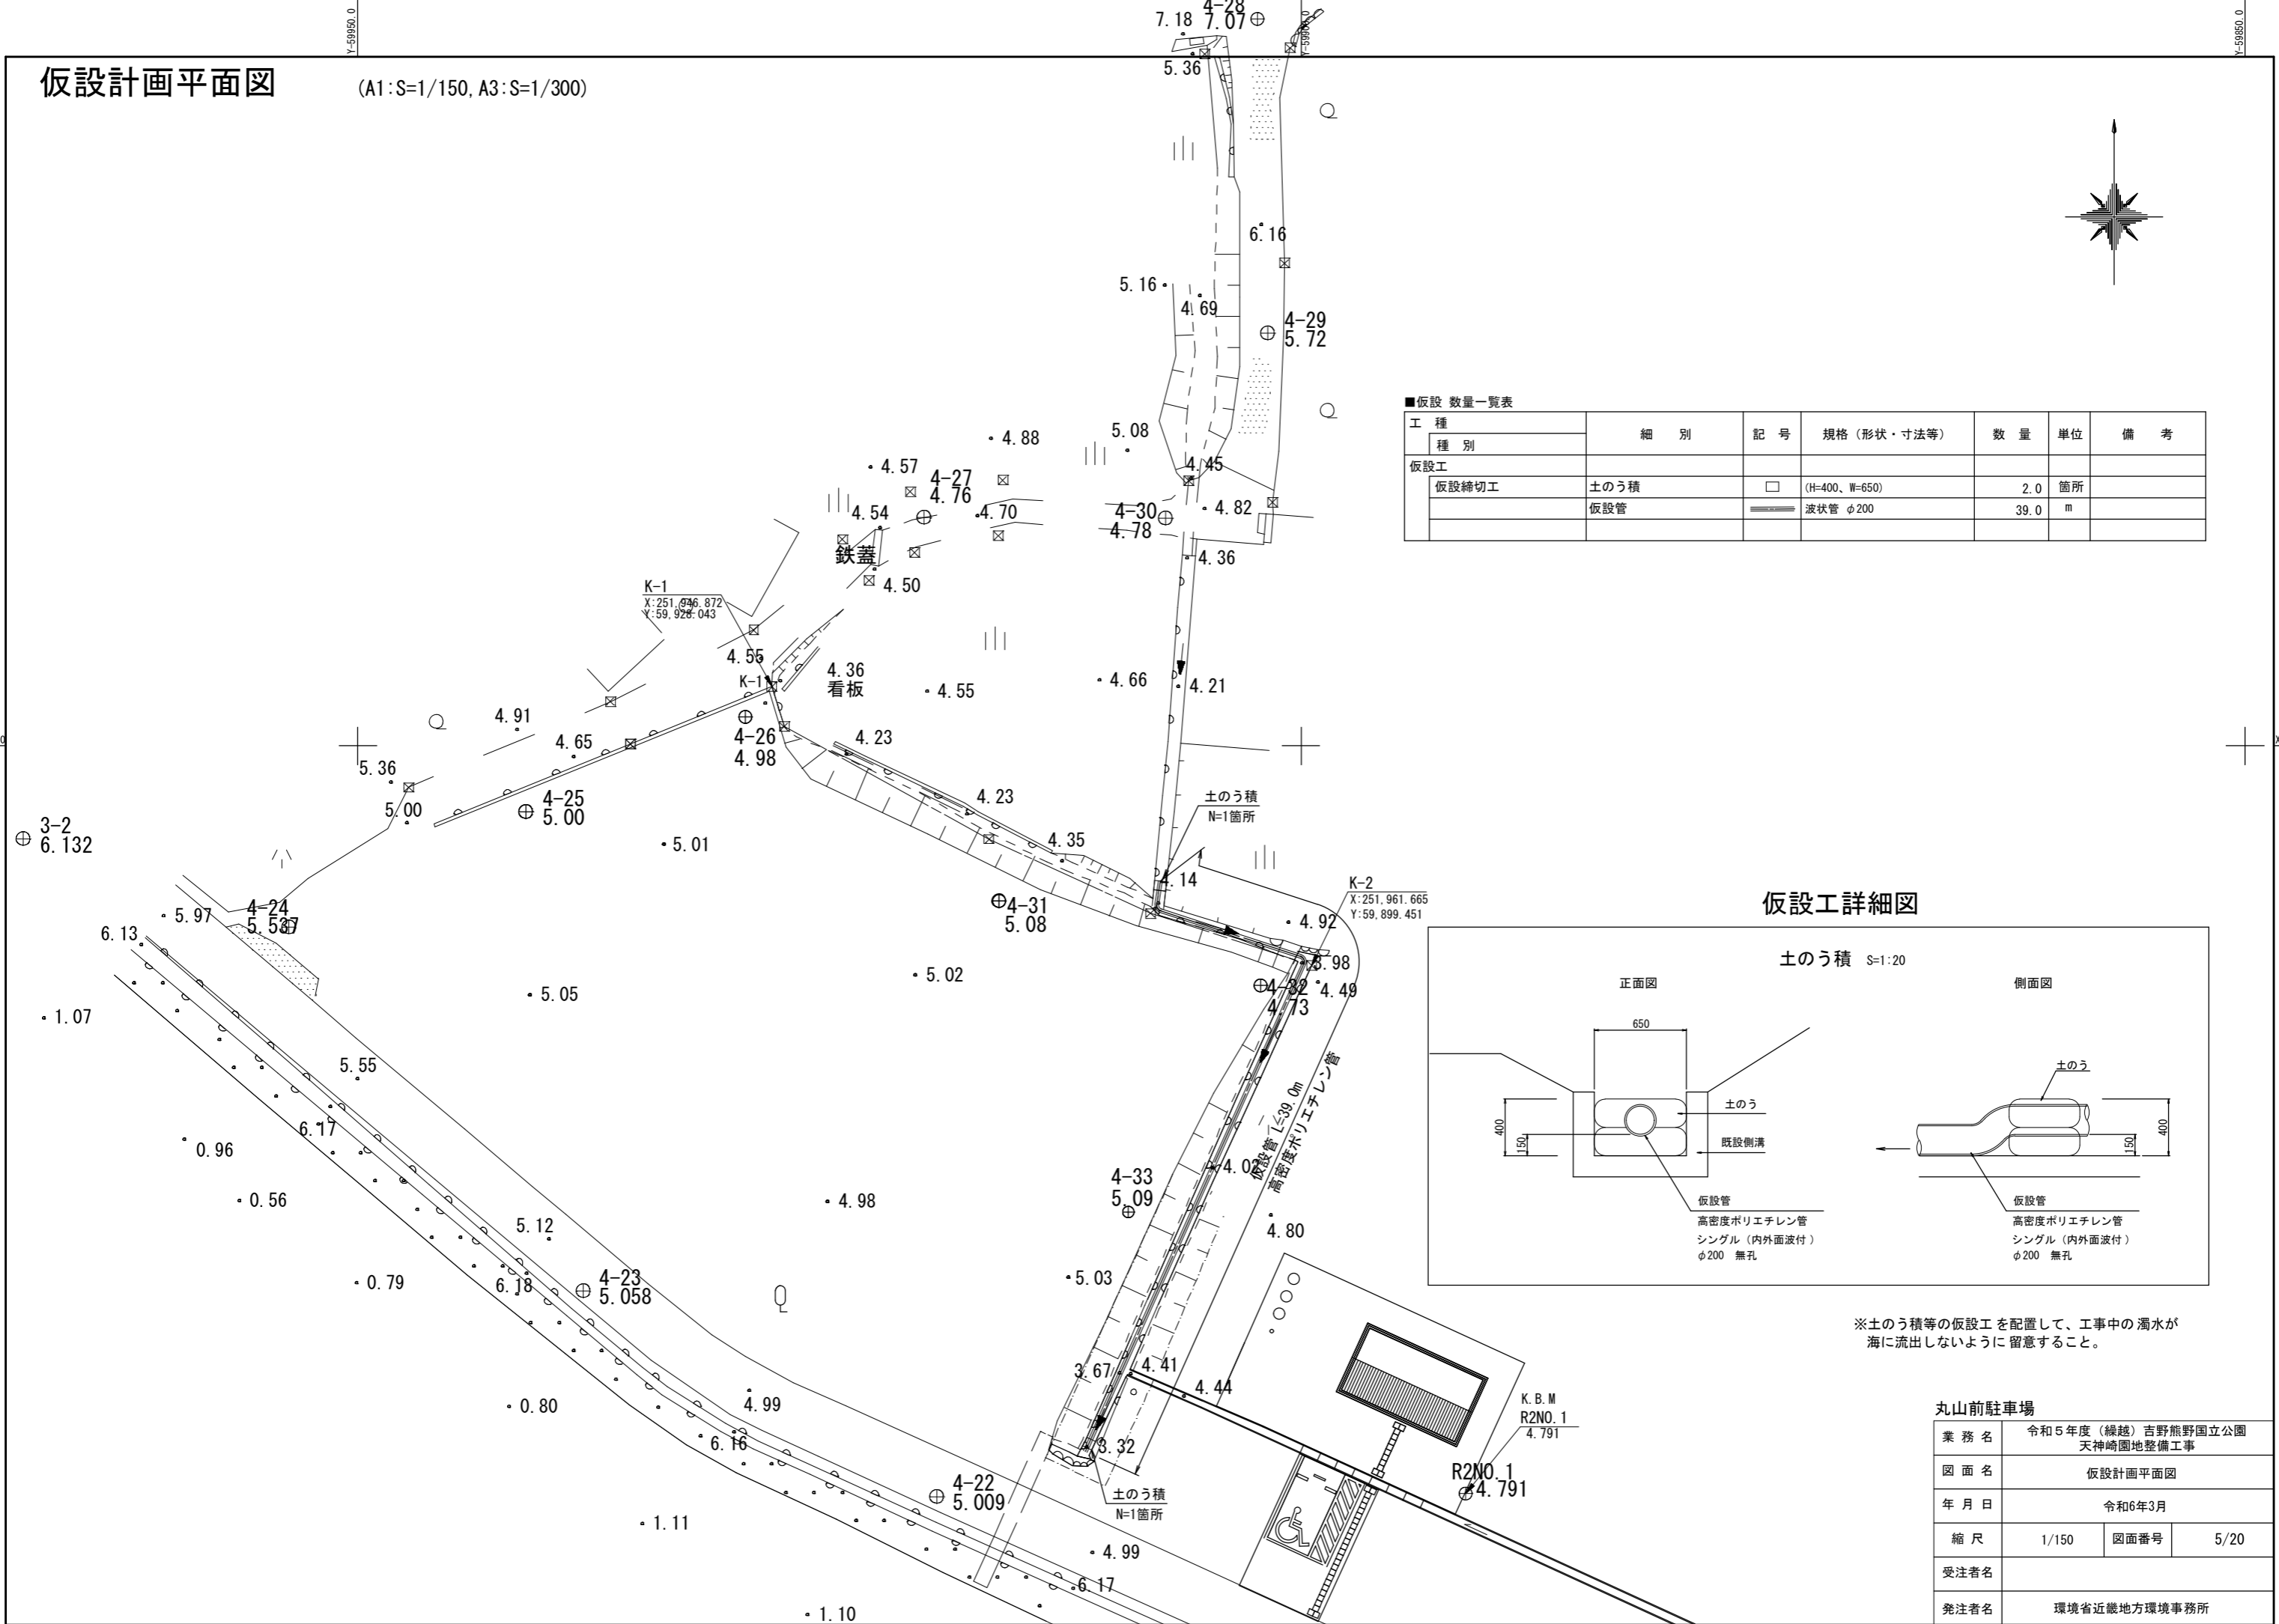 Y-59950.0
Y-59850.0
4-28
7.18 7.07
5.36
仮設計画平面図 (A1:S=1/150, A3:S=1/300)
6.16
5.16
4.69
4-29
5.72
■仮設 数量一覧表
工 種 細 別 記 号 規格（形状・寸法等） 数 量 単位 備 考
種 別
仮設工
仮設締切工 土のう積 (H=400、W=650) 2.0 箇所
仮設管 波状管 φ200 39.0 m
4.88
5.08
4.57
4-27
4.76
4.45
4.54
4.70
4-30
4.78
4.82
鉄蓋
4.50
4.36
K-1
X:251,946.872
Y:59,928.043
4.55
K-1
4.36
看板
4.55
4.66
4.21
4.91
4.65
4-26
4.98
4.23
5.36
5.00
4-25
5.00
4.23
土のう積
N=1箇所
3-2
6.132
5.01
4.35
4.14
K-2
X:251,961.665
Y:59,899.451
5.97
4-24
5.537
6.13
4-31
5.08
4.92
3.98
4-32
4.73
4.49
5.02
5.05
1.07
仮設工詳細図
土のう積 S=1:20
正面図
側面図
650
土のう
土のう
400
150
既設側溝
150
400
仮設管
高密度ポリエチレン管
シングル（内外面波付）
φ200 無孔
仮設管
高密度ポリエチレン管
シングル（内外面波付）
φ200 無孔
5.55
6.17
0.96
0.56
仮設管 L=39.0m
高密度ポリエチレン管
4.02
4-33
5.09
4.98
4.80
5.12
5.03
0.79
6.18
4-23
5.058
※土のう積等の仮設工を配置して、工事中の濁水が
海に流出しないように留意すること。
3.67
4.41
4.44
4.99
0.80
6.16
3.32
K.B.M
R2NO.1
4.791
R2NO.1
4.791
4-22
5.009
土のう積
N=1箇所
1.11
4.99
6.17
1.10
丸山前駐車場
業務名 令和５年度（繰越）吉野熊野国立公園
天神崎園地整備工事
図面名 仮設計画平面図
年月日 令和6年3月
縮尺 1/150 図面番号 5/20
受注者名
発注者名 環境省近畿地方環境事務所